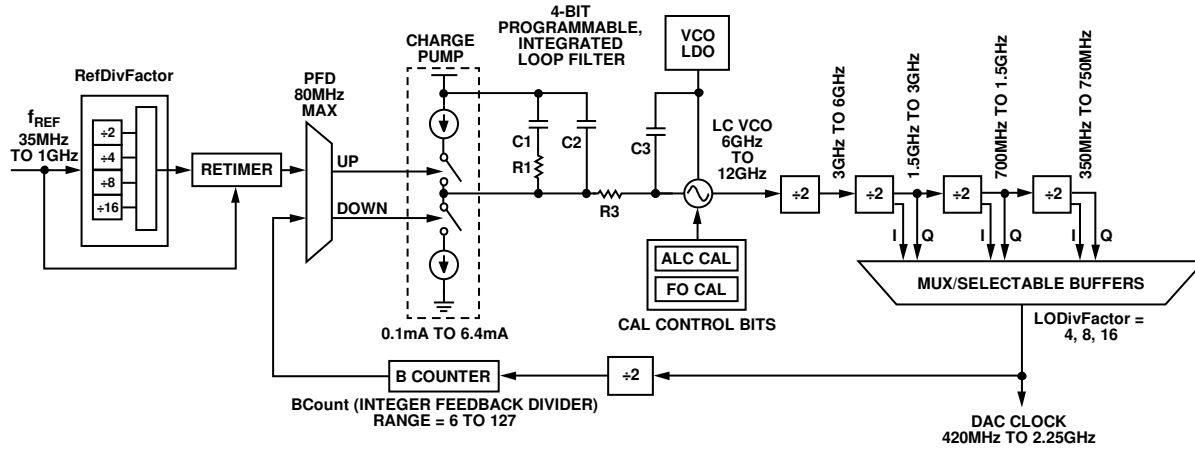 4-BIT
PROGRAMMABLE,
INTEGRATED
LOOP FILTER
CHARGE
PUMP
VCO
LDO
RefDivFactor
PFD
80MHz
MAX
fREF
35MHz
TO 1GHz
÷2
÷4
÷8
÷16
RETIMER
UP
DOWN
C1
R1
C2
R3
C3
LC VCO
6GHz
TO
12GHz
3GHz TO 6GHz
1.5GHz TO 3GHz
700MHz TO 1.5GHz
350MHz TO 750MHz
÷2
÷2
÷2
÷2
I
Q
I
Q
I
Q
ALC CAL
FO CAL
CAL CONTROL BITS
MUX/SELECTABLE BUFFERS
LODivFactor =
4, 8, 16
0.1mA TO 6.4mA
B COUNTER
÷2
BCount (INTEGER FEEDBACK DIVIDER)
RANGE = 6 TO 127
DAC CLOCK
420MHz TO 2.25GHz